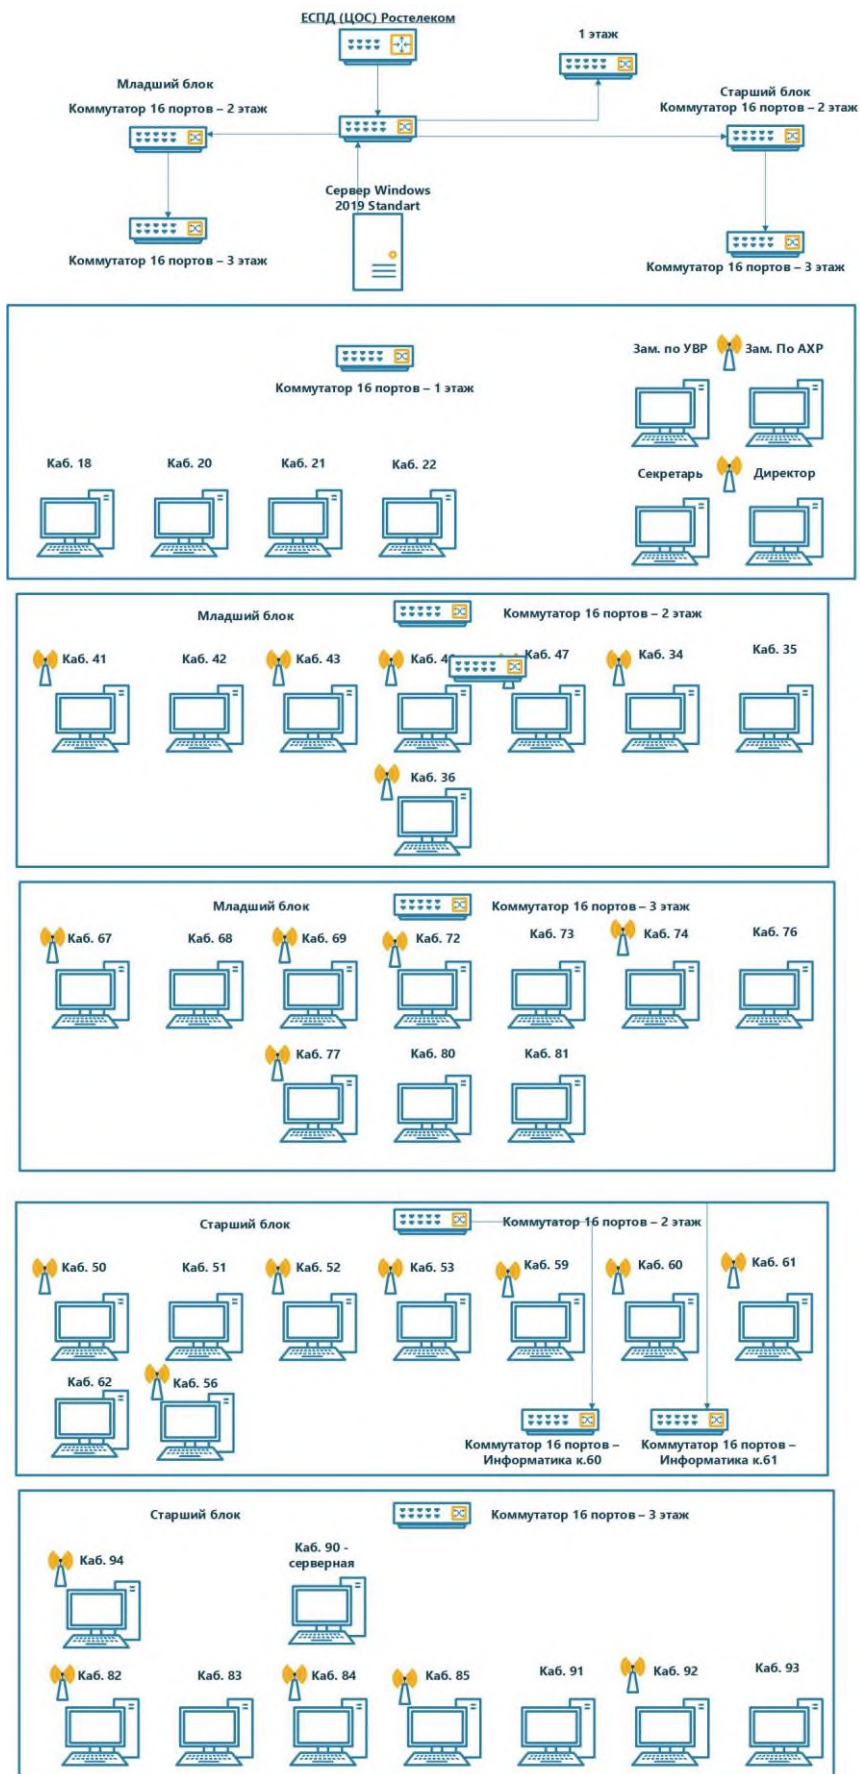 ЕСПД (ЦОС) Ростелеком
1 этаж
Младший блок
Коммутатор 16 портов – 2 этаж
Старший блок
Коммутатор 16 портов – 2 этаж
Сервер Windows
2019 Standart
Коммутатор 16 портов – 3 этаж
Коммутатор 16 портов – 3 этаж
Зам. по УВР
Зам. По АХР
Коммутатор 16 портов – 1 этаж
Каб. 18
Каб. 20
Каб. 21
Каб. 22
Секретарь
Директор
Младший блок
Коммутатор 16 портов – 2 этаж
Каб. 41
Каб. 42
Каб. 43
Каб.
Каб. 47
Каб. 34
Каб. 35
Каб. 36
Младший блок
Коммутатор 16 портов – 3 этаж
Каб. 67
Каб. 68
Каб. 69
Каб. 72
Каб. 73
Каб. 74
Каб. 76
Каб. 77
Каб. 80
Каб. 81
Старший блок
Коммутатор 16 портов – 2 этаж
Каб. 50
Каб. 51
Каб. 52
Каб. 53
Каб. 59
Каб. 60
Каб. 61
Каб. 62
Каб. 56
Коммутатор 16 портов –
Информатика к.60
Коммутатор 16 портов –
Информатика к.61
Старший блок
Коммутатор 16 портов – 3 этаж
Каб. 94
Каб. 90 -
серверная
Каб. 82
Каб. 83
Каб. 84
Каб. 85
Каб. 91
Каб. 92
Каб. 93